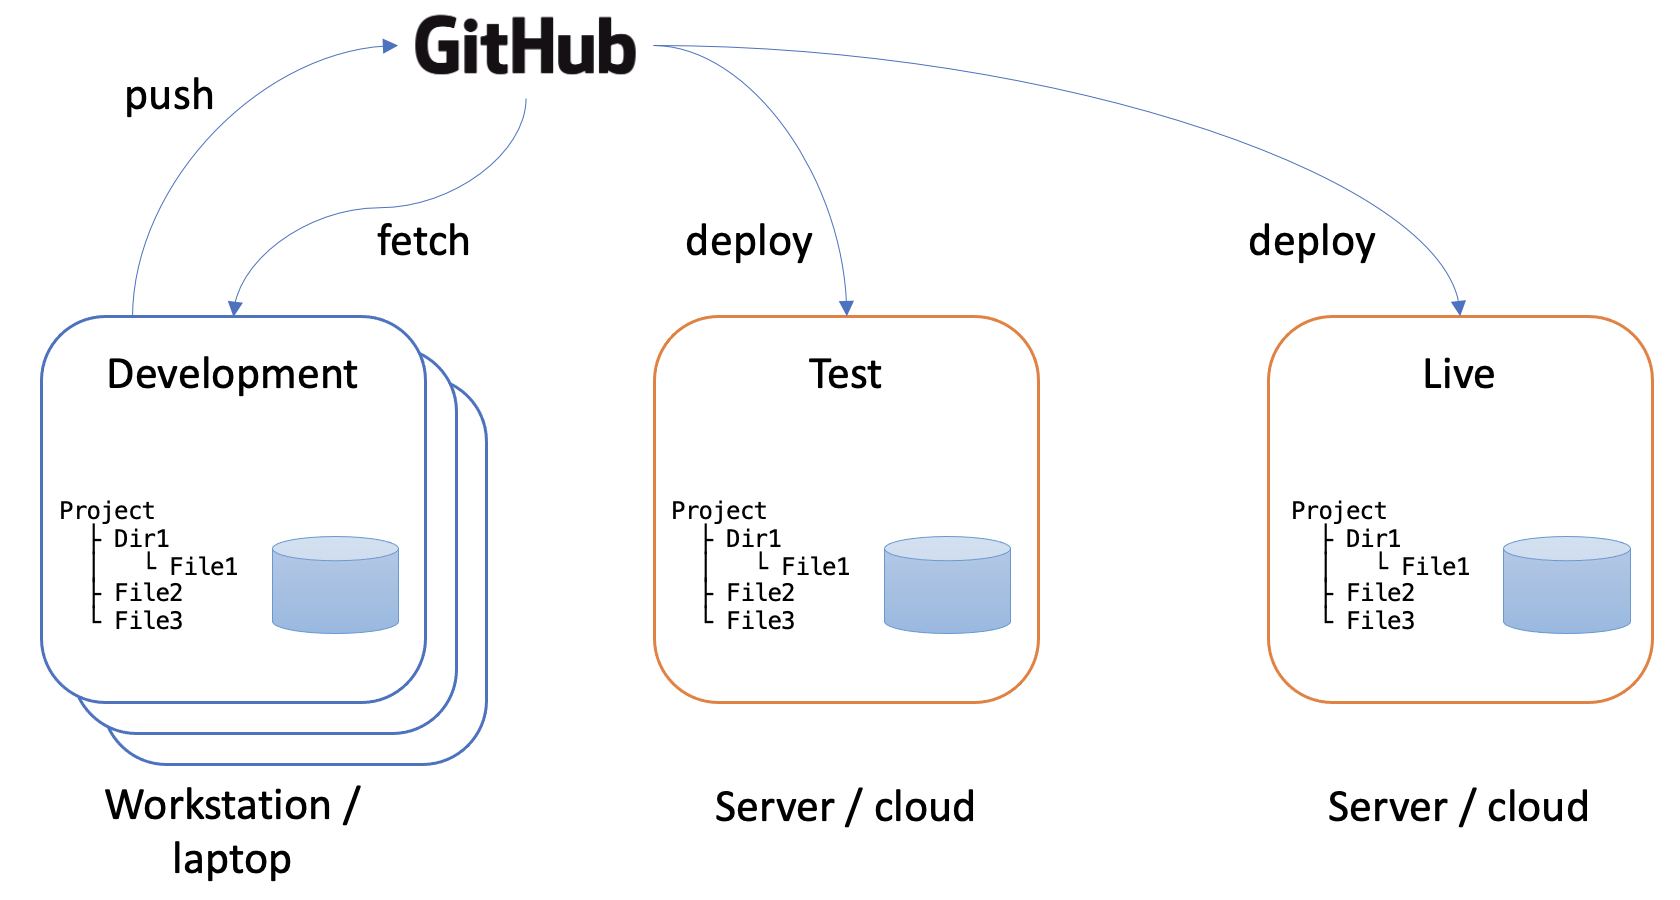 GitHub
push
fetch
deploy
deploy
Development
Project
├ Dir1
│   └ File1
├ File2
└ File3
Workstation /
laptop
Test
Project
├ Dir1
│   └ File1
├ File2
└ File3
Server / cloud
Live
Project
├ Dir1
│   └ File1
├ File2
└ File3
Server / cloud